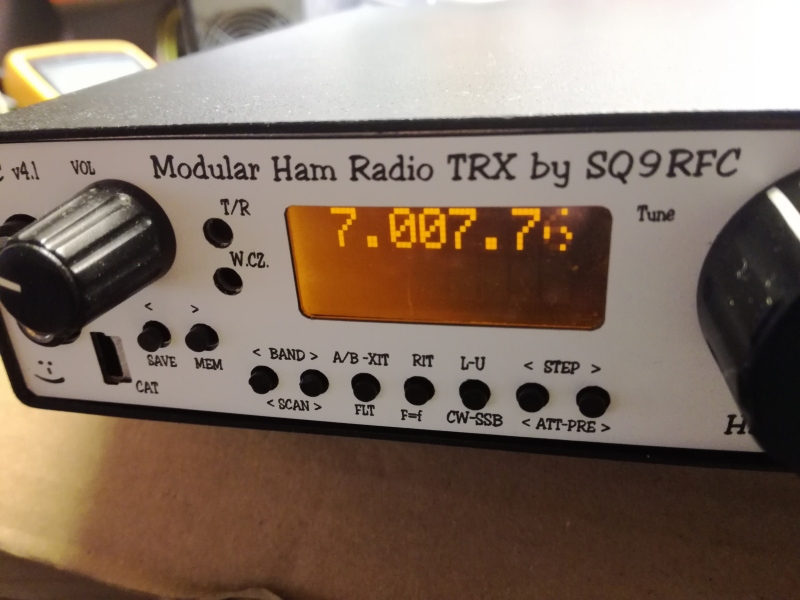 v4.1
VOL
Modular Ham Radio TRX by SQ9RFC
T/R
W.CZ.
7.007.76
Tune
< >
SAVE MEM
CAT
< BAND > A/B -XIT RIT L-U < STEP >
< SCAN > FLT F=f CW-SSB < ATT-PRE >